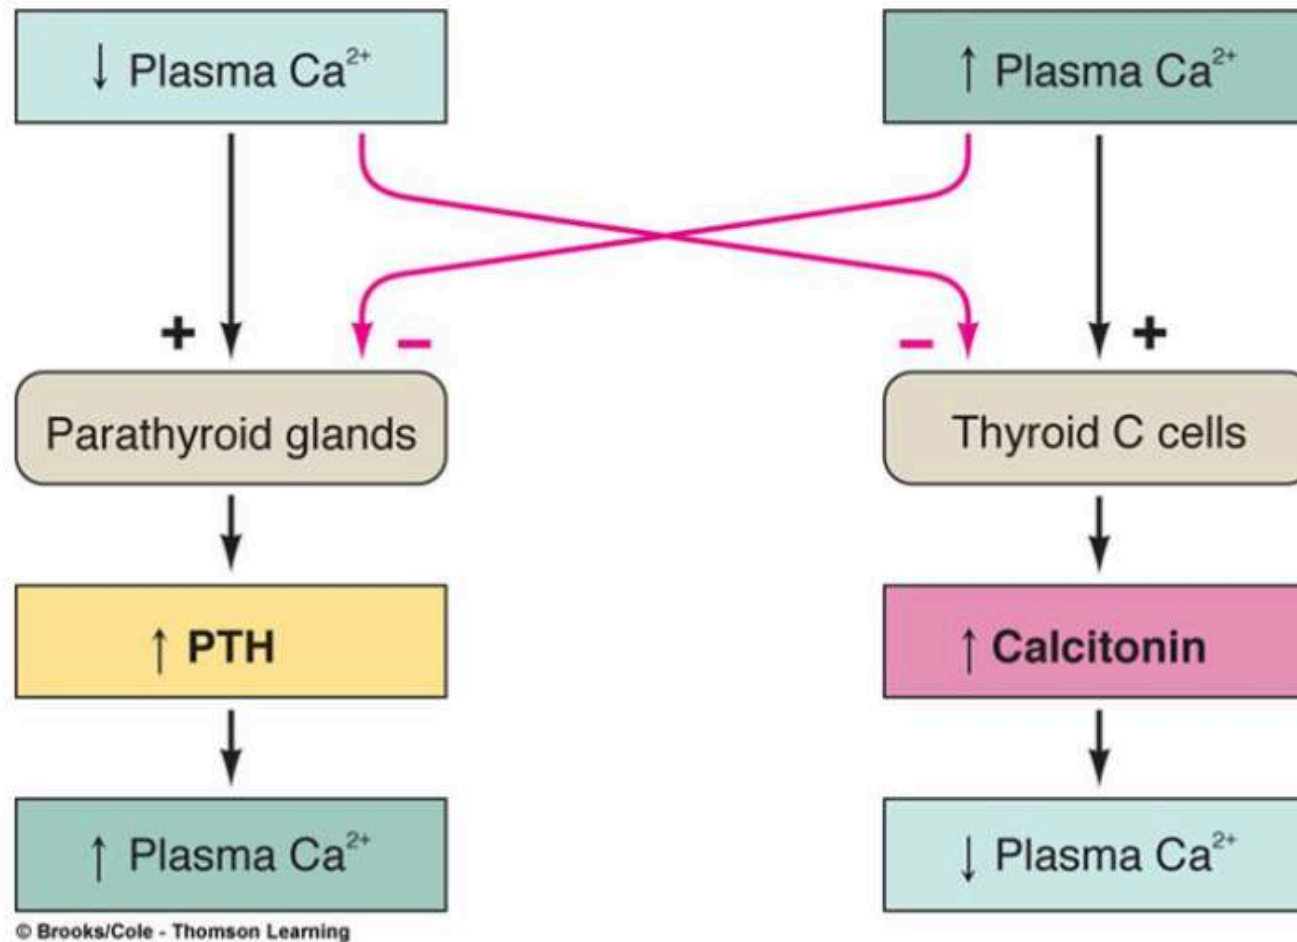 ↓ Plasma Ca²⁺
↑ Plasma Ca²⁺
+
−
−
+
Parathyroid glands
Thyroid C cells
↑ PTH
↑ Calcitonin
↑ Plasma Ca²⁺
↓ Plasma Ca²⁺
© Brooks/Cole - Thomson Learning